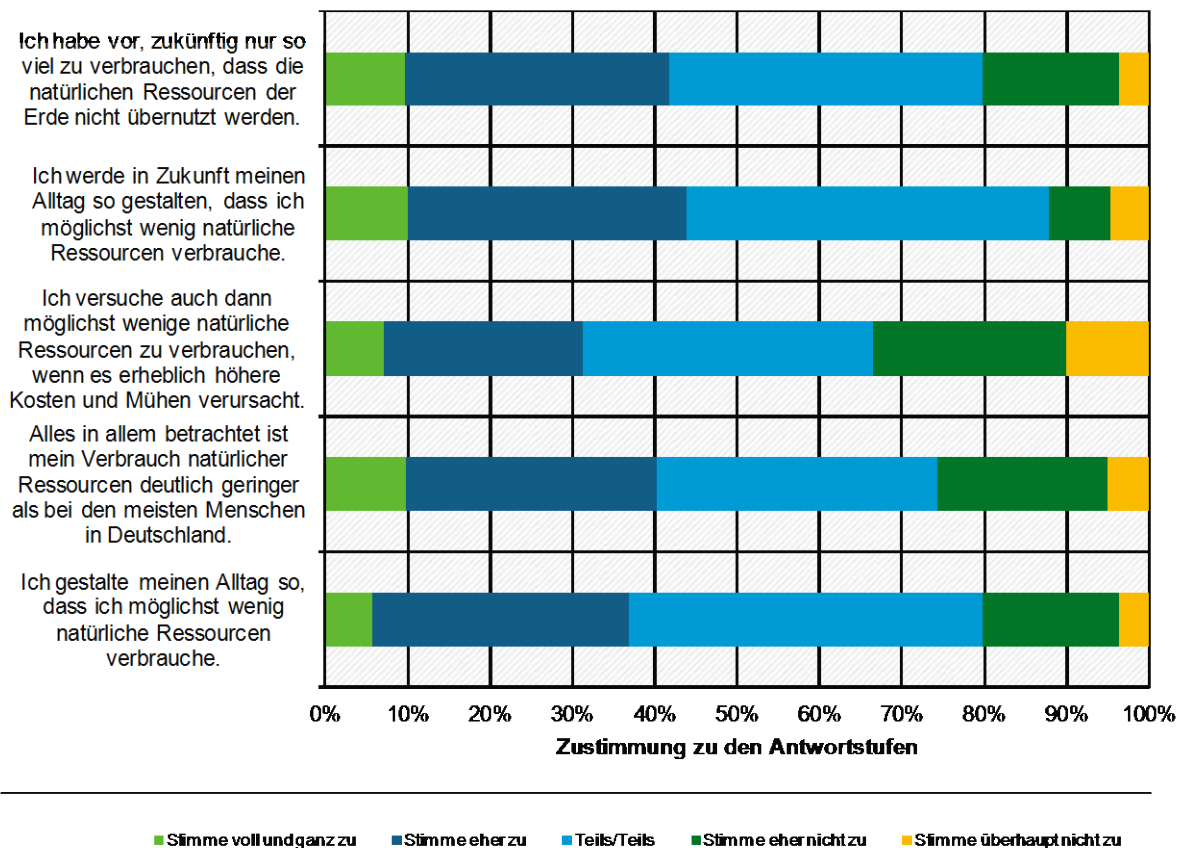 Ich habe vor, zukünftig nur so
viel zu verbrauchen, dass die
natürlichen Ressourcen der
Erde nicht übernutzt werden.
Ich werde in Zukunft meinen
Alltag so gestalten, dass ich
möglichst wenig natürliche
Ressourcen verbrauche.
Ich versuche auch dann
möglichst wenige natürliche
Ressourcen zu verbrauchen,
wenn es erheblich höhere
Kosten und Mühen verursacht.
Alles in allem betrachtet ist
mein Verbrauch natürlicher
Ressourcen deutlich geringer
als bei den meisten Menschen
in Deutschland.
Ich gestalte meinen Alltag so,
dass ich möglichst wenig
natürliche Ressourcen
verbrauche.
0% 10% 20% 30% 40% 50% 60% 70% 80% 90% 100%
Zustimmung zu den Antwortstufen
Stimme voll und ganz zu Stimme eher zu Teils/Teils Stimme eher nicht zu Stimme überhaupt nicht zu